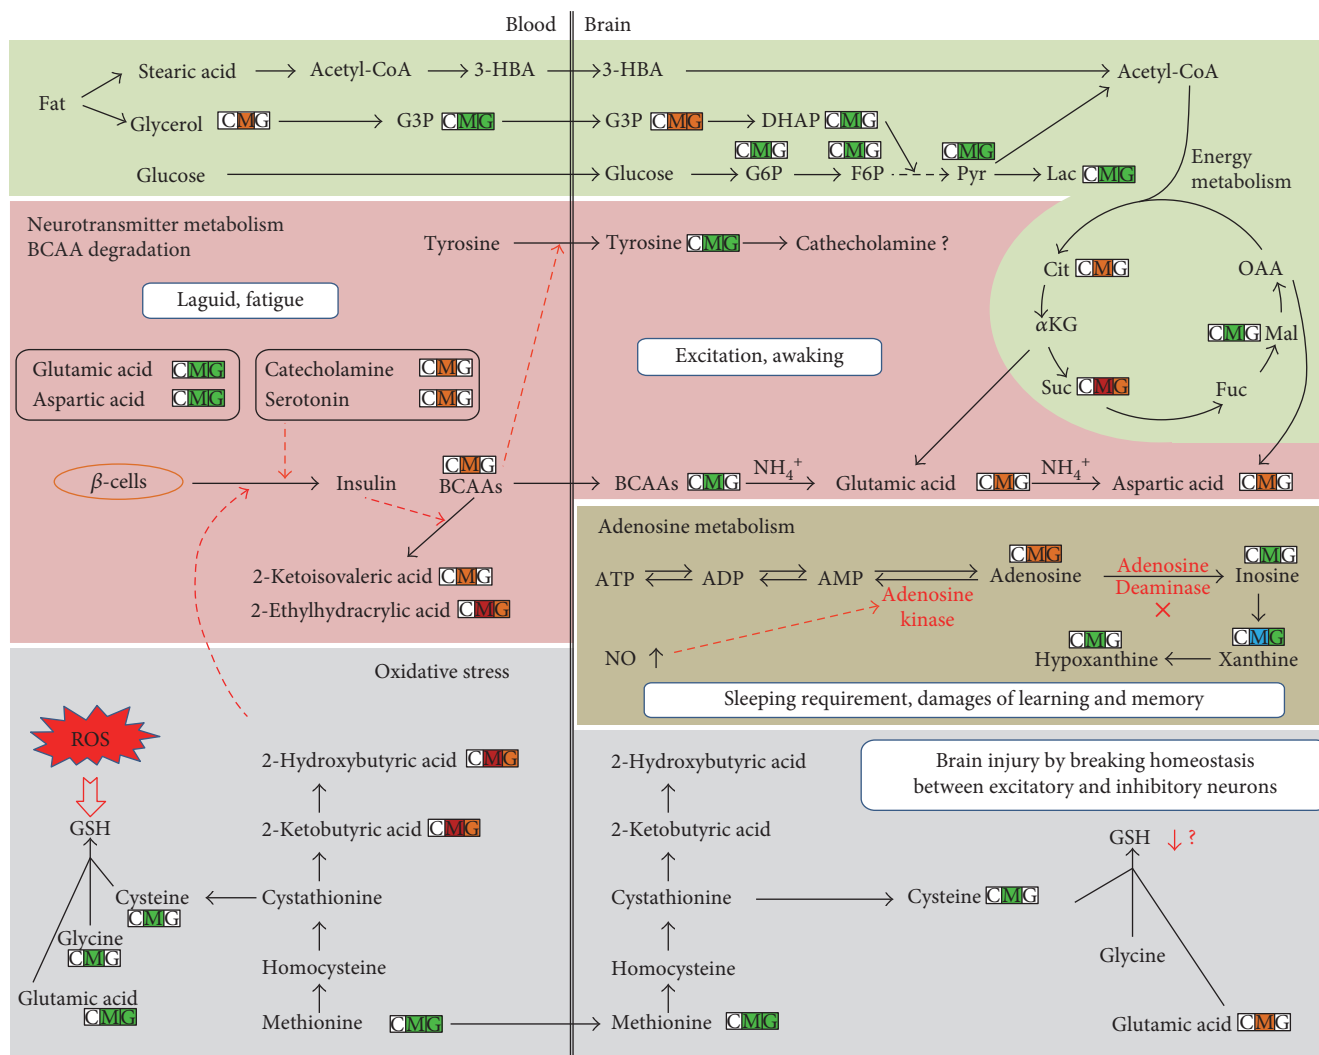 Blood
Brain
Stearic acid
Acetyl-CoA
3-HBA
3-HBA
Acetyl-CoA
Fat
Glycerol CMG
G3P CMG
G3P CMG
DHAP CMG
CMG
CMG
CMG
Glucose
Glucose
G6P
F6P
Pyr
Lac CMG
Energy
metabolism
Neurotransmitter metabolism
BCAA degradation
Tyrosine
Tyrosine CMG
Cathecholamine ?
Cit CMG
OAA
αKG
CMG Mal
Suc CMG
Fuc
Laguid, fatigue
Excitation, awaking
Glutamic acid CMG
Aspartic acid CMG
Catecholamine CMG
Serotonin CMG
β-cells
Insulin
CMG
BCAAs
BCAAs CMG
NH₄⁺
Glutamic acid CMG
NH₄⁺
Aspartic acid CMG
2-Ketoisovaleric acid CMG
2-Ethylhydracrylic acid CMG
Adenosine metabolism
ATP
ADP
AMP
CMG
Adenosine
Adenosine
kinase
Adenosine
Deaminase
×
CMG
Inosine
CMG
Xanthine
CMG
Hypoxanthine
NO
Sleeping requirement, damages of learning and memory
Oxidative stress
ROS
GSH
2-Hydroxybutyric acid CMG
2-Ketobutyric acid CMG
Cystathionine
Cysteine
CMG
Glycine
CMG
Homocysteine
Glutamic acid
CMG
Methionine CMG
2-Hydroxybutyric acid
2-Ketobutyric acid
Cystathionine
Homocysteine
Methionine CMG
Brain injury by breaking homeostasis
between excitatory and inhibitory neurons
GSH ↓ ?
Cysteine CMG
Glycine
Glutamic acid CMG